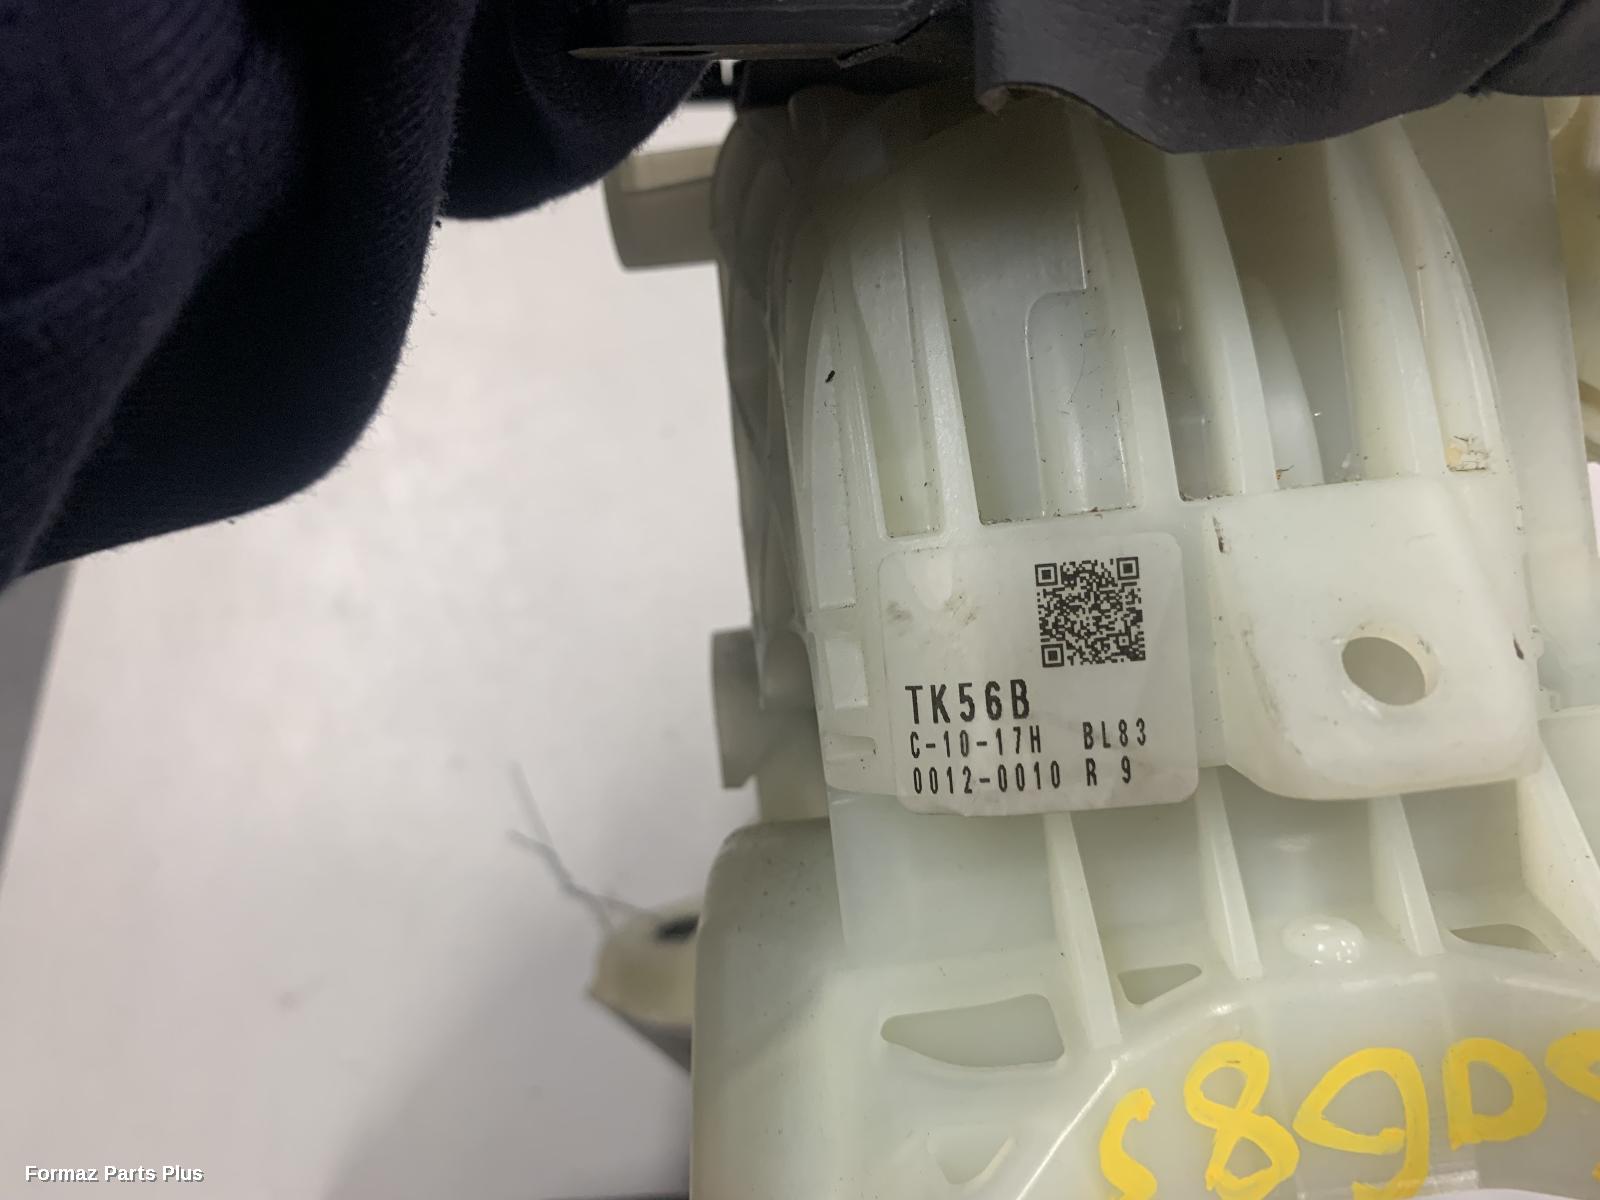 TK56B
C-10-17H BL83
0012-0010 R 9
Formaz Parts Plus